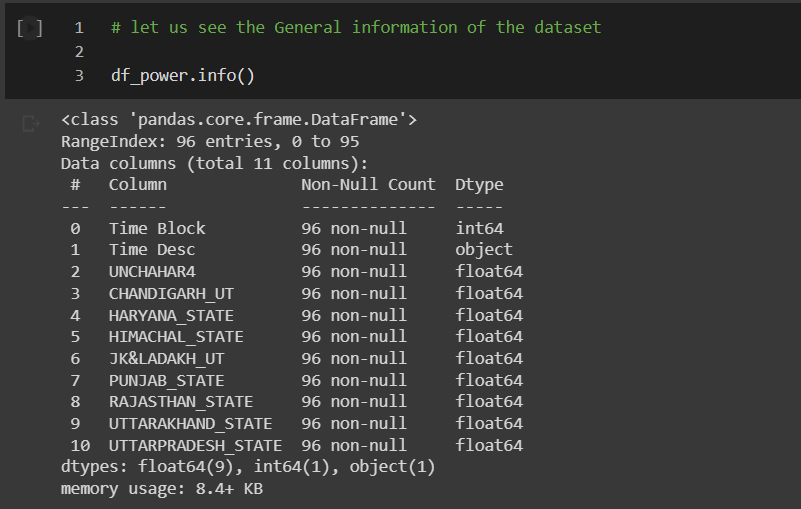 [ ] 1 # let us see the General information of the dataset
2
3 df_power.info()
<class 'pandas.core.frame.DataFrame'>
RangeIndex: 96 entries, 0 to 95
Data columns (total 11 columns):
 #   Column             Non-Null Count  Dtype
---  ------             --------------  -----
 0   Time Block         96 non-null     int64
 1   Time Desc          96 non-null     object
 2   UNCHAHAR4          96 non-null     float64
 3   CHANDIGARH_UT      96 non-null     float64
 4   HARYANA_STATE      96 non-null     float64
 5   HIMACHAL_STATE     96 non-null     float64
 6   JK&LADAKH_UT       96 non-null     float64
 7   PUNJAB_STATE       96 non-null     float64
 8   RAJASTHAN_STATE    96 non-null     float64
 9   UTTARAKHAND_STATE  96 non-null     float64
 10  UTTARPRADESH_STATE 96 non-null     float64
dtypes: float64(9), int64(1), object(1)
memory usage: 8.4+ KB